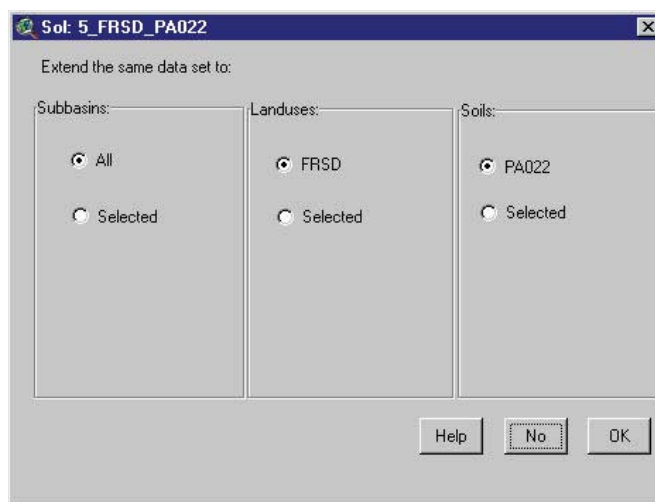 Sol: 5_FRSD_PA022
Extend the same data set to:
Subbasins:
All
Selected
Landuses:
FRSD
Selected
Soils:
PA022
Selected
Help
No
OK